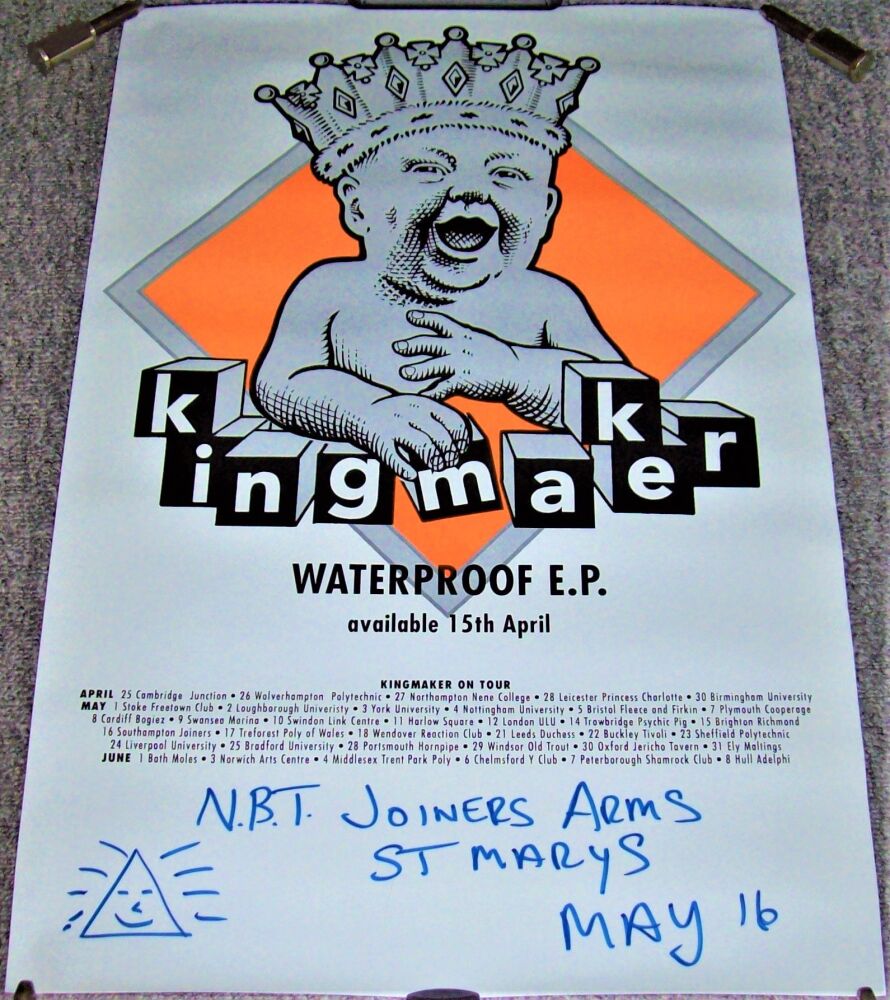 kingmaker
WATERPROOF E.P.
available 15th April
KINGMAKER ON TOUR
APRIL 25 Cambridge Junction • 26 Wolverhampton Polytechnic • 27 Northampton Nene College • 28 Leicester Princess Charlotte • 30 Birmingham University
MAY 1 Stoke Freetown Club • 2 Loughborough Univeristy • 3 York University • 4 Nottingham University • 5 Bristol Fleece and Firkin • 7 Plymouth Cooperage
8 Cardiff Bogiez • 9 Swansea Marina • 10 Swindon Link Centre • 11 Harlow Square • 12 London ULU • 14 Trowbridge Psychic Pig • 15 Brighton Richmond
16 Southampton Joiners • 17 Treforest Poly of Wales • 18 Wendover Reaction Club • 21 Leeds Duchess • 22 Buckley Tivoli • 23 Sheffield Polytechnic
24 Liverpool University • 25 Bradford University • 28 Portsmouth Hornpipe • 29 Windsor Old Trout • 30 Oxford Jericho Tavern • 31 Ely Maltings
JUNE 1 Bath Moles • 3 Norwich Arts Centre • 4 Middlesex Trent Park Poly • 6 Chelmsford Y Club • 7 Peterborough Shamrock Club • 8 Hull Adelphi
N.B.T. JOINERS ARMS
ST MARYS
MAY 16